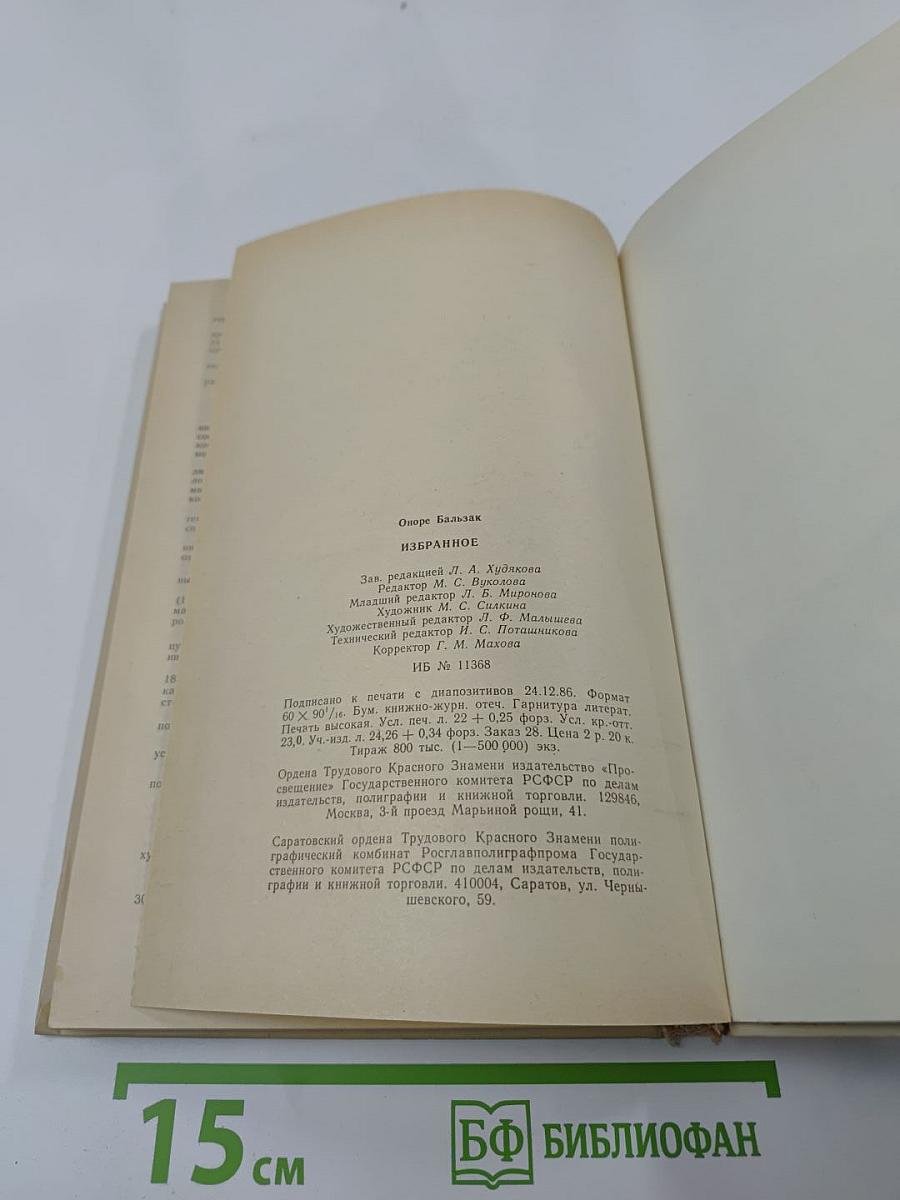 Оноре Бальзак
ИЗБРАННОЕ
Зав. редакцией Л. А. Худякова
Редактор М. С. Вуколова
Младший редактор Л. Б. Миронова
Художник М. С. Силкина
Художественный редактор Л. Ф. Малышева
Технический редактор И. С. Поташникова
Корректор Г. М. Махова
ИБ № 11368
Подписано к печати с диапозитивов 24.12.86. Формат
60 × 90 1/16. Бум. книжно-журн. отеч. Гарнитура литерат.
Печать высокая. Усл. печ. л. 22 + 0,25 форз. Усл. кр.-отт.
23,0. Уч.-изд. л. 24,26 + 0,34 форз. Заказ 28. Цена 2 р. 20 к.
Тираж 800 тыс. (1—500 000) экз.
Ордена Трудового Красного Знамени издательство «Про-
свещение» Государственного комитета РСФСР по делам
издательств, полиграфии и книжной торговли. 129846,
Москва, 3-й проезд Марьиной рощи, 41.
Саратовский ордена Трудового Красного Знамени поли-
графический комбинат Росглавполиграфпрома Государ-
ственного комитета РСФСР по делам издательств, поли-
графии и книжной торговли. 410004, Саратов, ул. Черны-
шевского, 59.
15 см
БФ БИБЛИОФАН